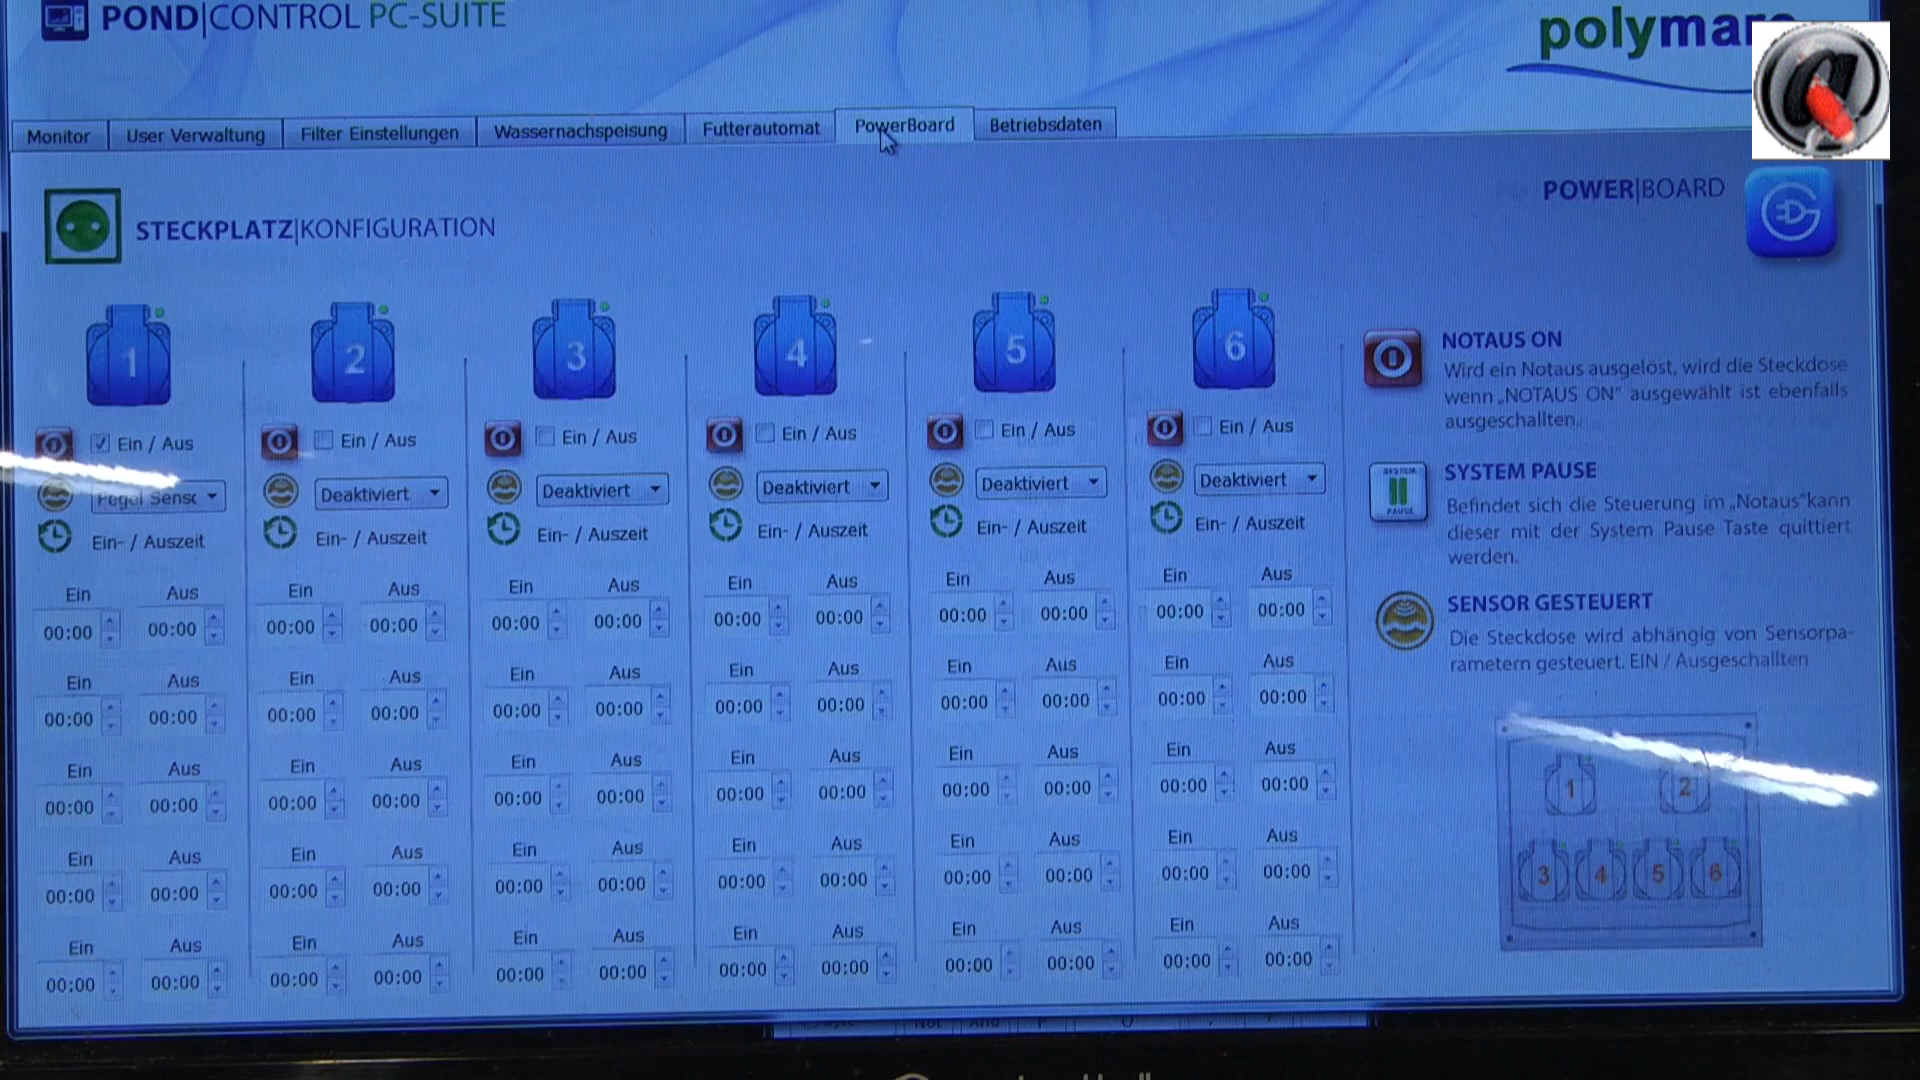 POND|CONTROL PC-SUITE
Monitor User Verwaltung Filter Einstellungen Wassernachspeisung Futterautomat PowerBoard Betriebsdaten
STECKPLATZ|KONFIGURATION
POWER|BOARD
1 2 3 4 5 6
Ein / Aus Ein / Aus Ein / Aus Ein / Aus Ein / Aus Ein / Aus
Pegel Sensc Deaktiviert Deaktiviert Deaktiviert Deaktiviert Deaktiviert
Ein- / Auszeit Ein- / Auszeit Ein- / Auszeit Ein- / Auszeit Ein- / Auszeit Ein- / Auszeit
Ein Aus Ein Aus Ein Aus Ein Aus Ein Aus Ein Aus
00:00 00:00 00:00 00:00 00:00 00:00 00:00 00:00 00:00 00:00 00:00 00:00
Ein Aus Ein Aus Ein Aus Ein Aus Ein Aus Ein Aus
00:00 00:00 00:00 00:00 00:00 00:00 00:00 00:00 00:00 00:00 00:00 00:00
Ein Aus Ein Aus Ein Aus Ein Aus Ein Aus Ein Aus
00:00 00:00 00:00 00:00 00:00 00:00 00:00 00:00 00:00 00:00 00:00 00:00
Ein Aus Ein Aus Ein Aus Ein Aus Ein Aus Ein Aus
00:00 00:00 00:00 00:00 00:00 00:00 00:00 00:00 00:00 00:00 00:00 00:00
Ein Aus Ein Aus Ein Aus Ein Aus Ein Aus Ein Aus
00:00 00:00 00:00 00:00 00:00 00:00 00:00 00:00 00:00 00:00 00:00 00:00
NOTAUS ON
Wird ein Notaus ausgelöst, wird die Steckdose
wenn „NOTAUS ON" ausgewählt ist ebenfalls
ausgeschallten.
SYSTEM PAUSE
SYSTEM PAUSE
Befindet sich die Steuerung im „Notaus"kann
dieser mit der System Pause Taste quittiert
werden.
SENSOR GESTEUERT
Die Steckdose wird abhängig von Sensorpa-
rametern gesteuert. EIN / Ausgeschallten
1 2
3 4 5 6